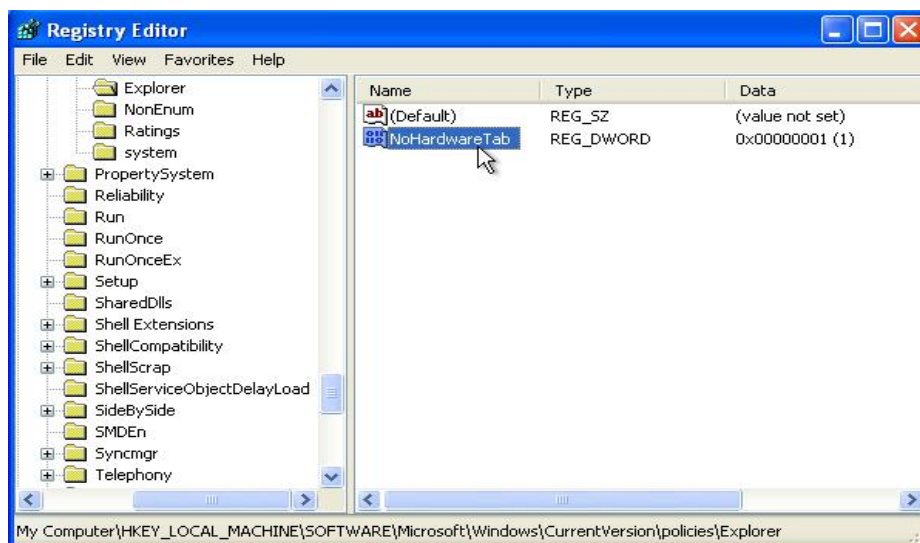 Registry Editor
File Edit View Favorites Help
Explorer
NonEnum
Ratings
system
PropertySystem
Reliability
Run
RunOnce
RunOnceEx
Setup
SharedDlls
Shell Extensions
ShellCompatibility
ShellScrap
ShellServiceObjectDelayLoad
SideBySide
SMDEn
Syncmgr
Telephony
Name Type Data
ab (Default) REG_SZ (value not set)
NoHardwareTab REG_DWORD 0x00000001 (1)
My Computer\HKEY_LOCAL_MACHINE\SOFTWARE\Microsoft\Windows\CurrentVersion\policies\Explorer